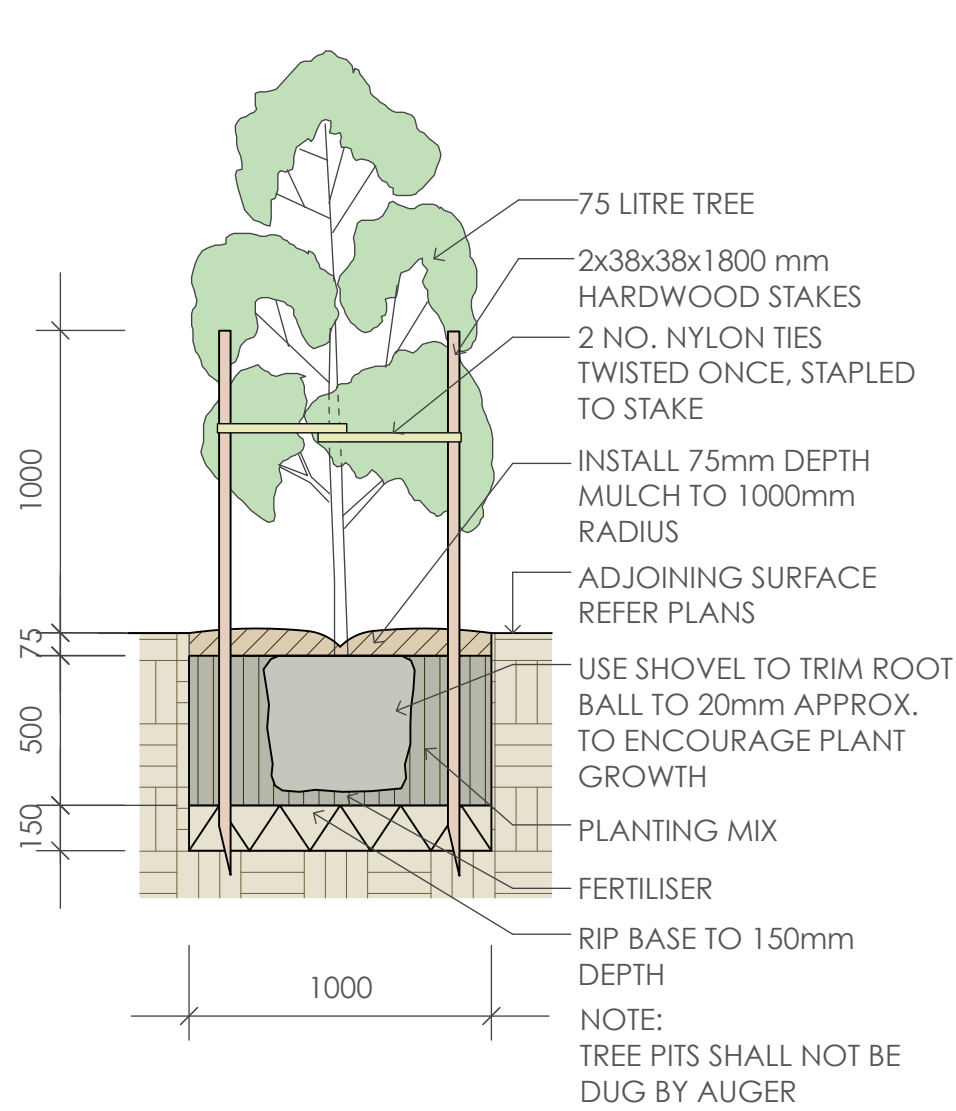 75 LITRE TREE
2x38x38x1800 mm
HARDWOOD STAKES
2 NO. NYLON TIES
TWISTED ONCE, STAPLED
TO STAKE
INSTALL 75mm DEPTH
MULCH TO 1000mm
RADIUS
ADJOINING SURFACE
REFER PLANS
USE SHOVEL TO TRIM ROOT
BALL TO 20mm APPROX.
TO ENCOURAGE PLANT
GROWTH
PLANTING MIX
FERTILISER
RIP BASE TO 150mm
DEPTH
NOTE:
TREE PITS SHALL NOT BE
DUG BY AUGER
1000
75
500
150
1000